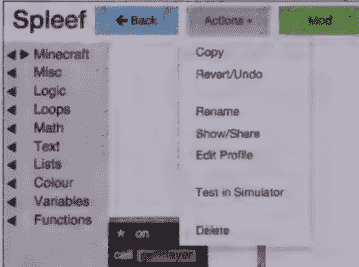 Spleef
Back
Actions
Mod
Minecraft
Misc
Logic
Loops
Math
Text
Lists
Colour
Variables
Functions
Copy
Revert/Undo
Rename
Show/Share
Edit Profile
Test in Simulator
Delete
on
call